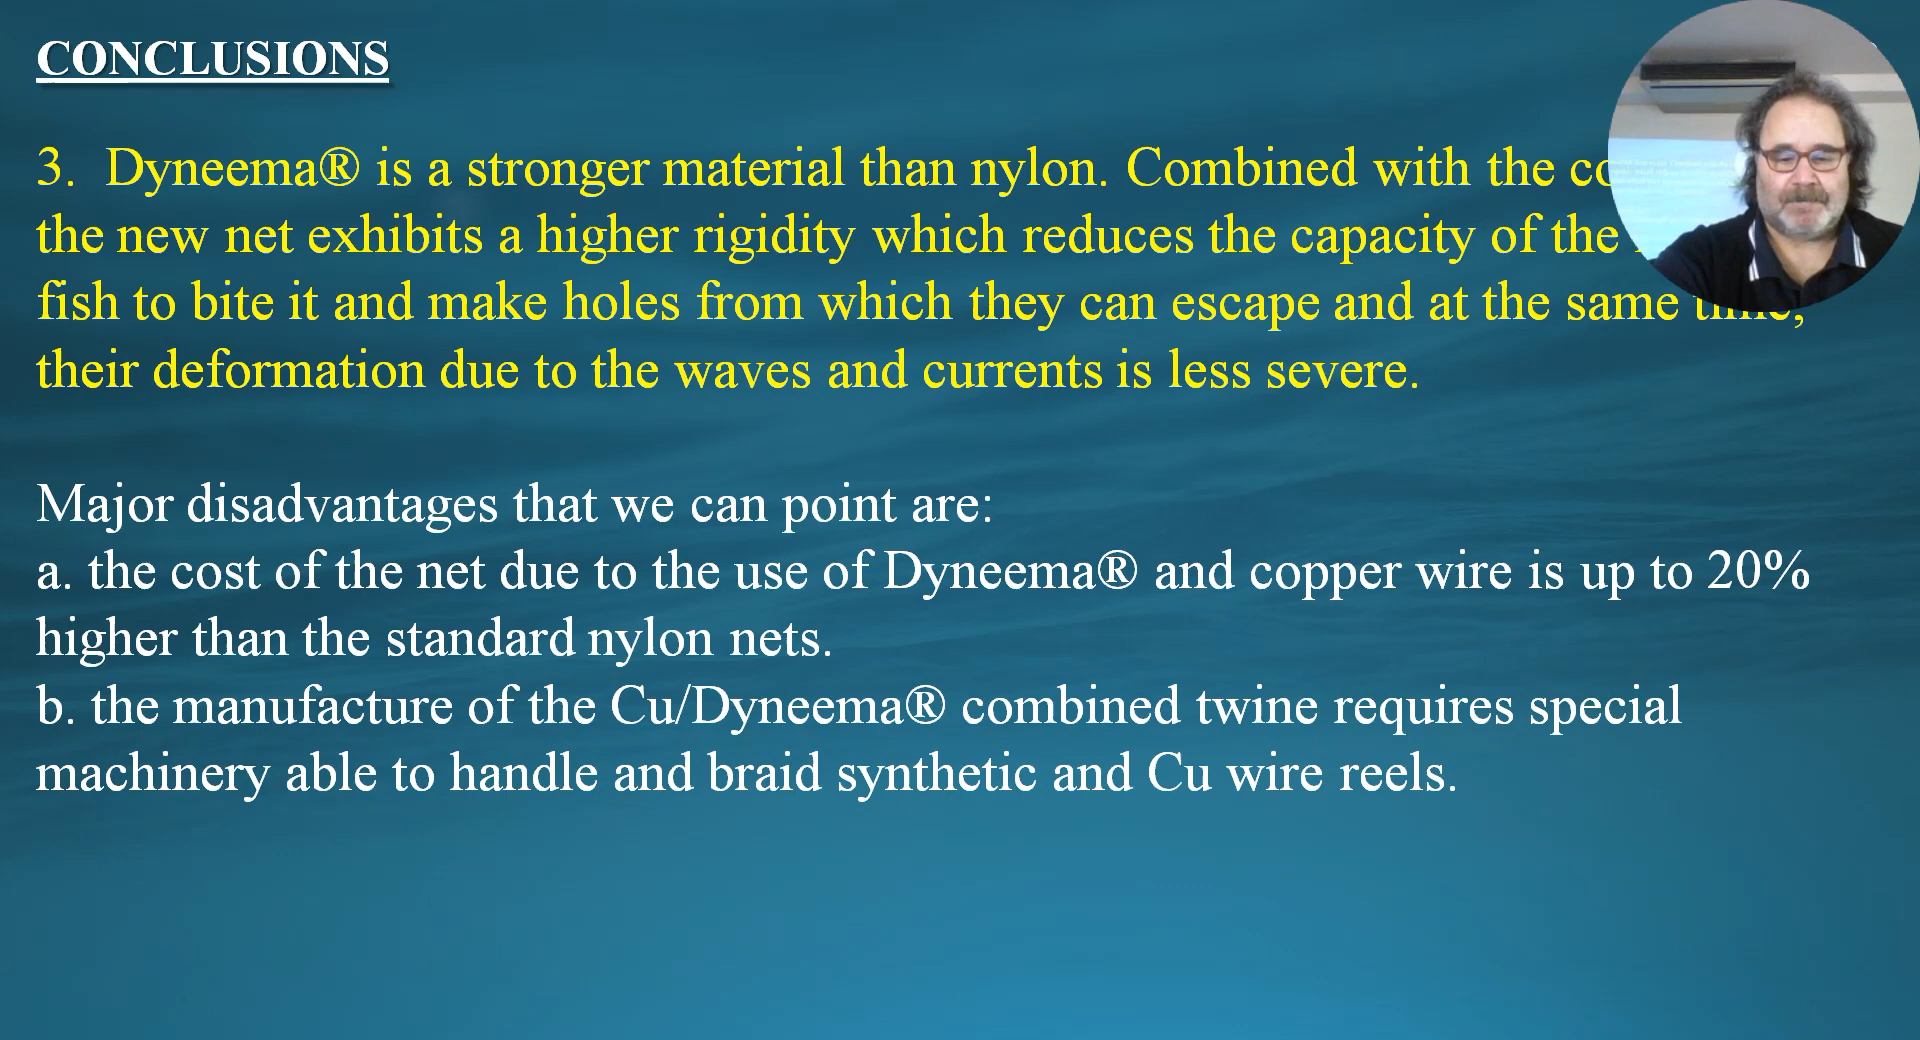 CONCLUSIONS
3. Dyneema® is a stronger material than nylon. Combined with the
the new net exhibits a higher rigidity which reduces the capacity of the
fish to bite it and make holes from which they can escape and at the same time,
their deformation due to the waves and currents is less severe.
Major disadvantages that we can point are:
a. the cost of the net due to the use of Dyneema® and copper wire is up to 20%
higher than the standard nylon nets.
b. the manufacture of the Cu/Dyneema® combined twine requires special
machinery able to handle and braid synthetic and Cu wire reels.